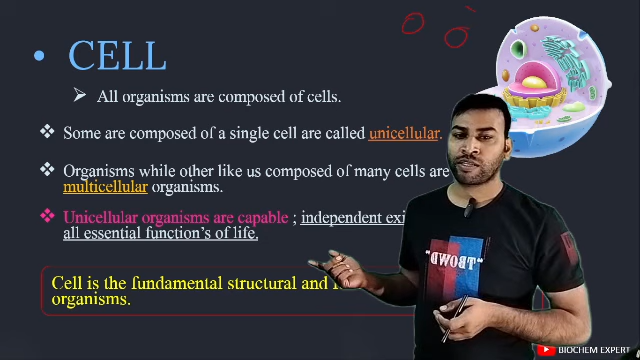 CELL
All organisms are composed of cells.
Some are composed of a single cell are called unicellular.
Organisms while other like us composed of many cells are
multicellular organisms.
Unicellular organisms are capable ; independent
all essential function's of life.
Cell is the fundamental structural and
organisms.
BIOCHEM EXPERT